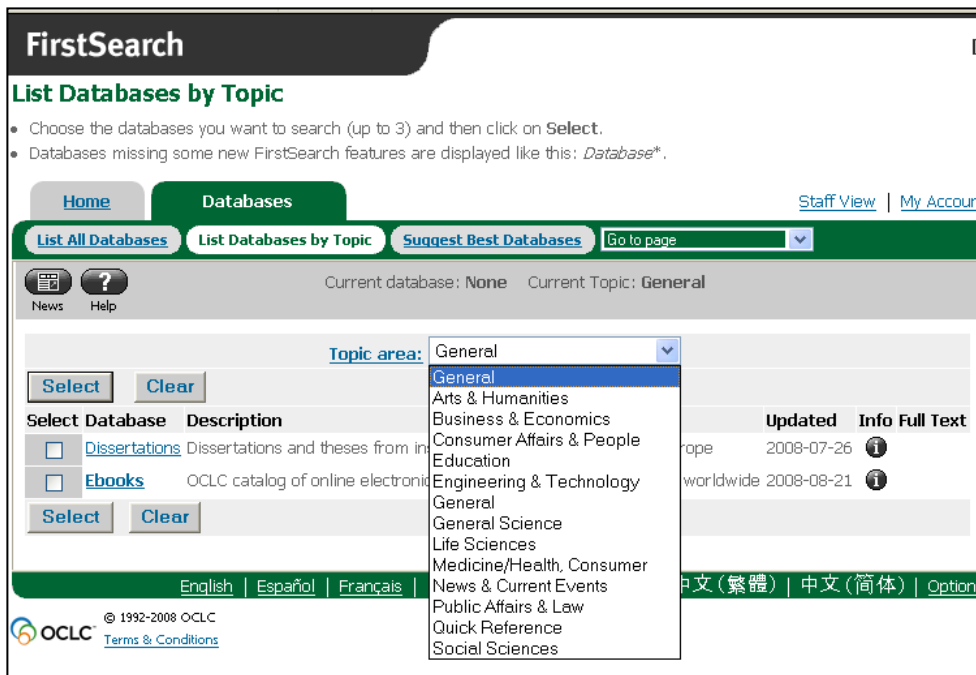 FirstSearch
List Databases by Topic
• Choose the databases you want to search (up to 3) and then click on Select.
• Databases missing some new FirstSearch features are displayed like this: Database*.
Home Databases Staff View | My Accour
List All Databases List Databases by Topic Suggest Best Databases Go to page
News Help Current database: None Current Topic: General
Topic area: General
Select Clear
General
Arts & Humanities
Business & Economics
Consumer Affairs & People
Education
Engineering & Technology
General
General Science
Life Sciences
Medicine/Health, Consumer
News & Current Events
Public Affairs & Law
Quick Reference
Social Sciences
Select Database Description Updated Info Full Text
Dissertations Dissertations and theses from in rope 2008-07-26
Ebooks OCLC catalog of online electronic worldwide 2008-08-21
Select Clear
English | Español | Français | 中文(繁體) | 中文(简体) | Option
© 1992-2008 OCLC
OCLC Terms & Conditions